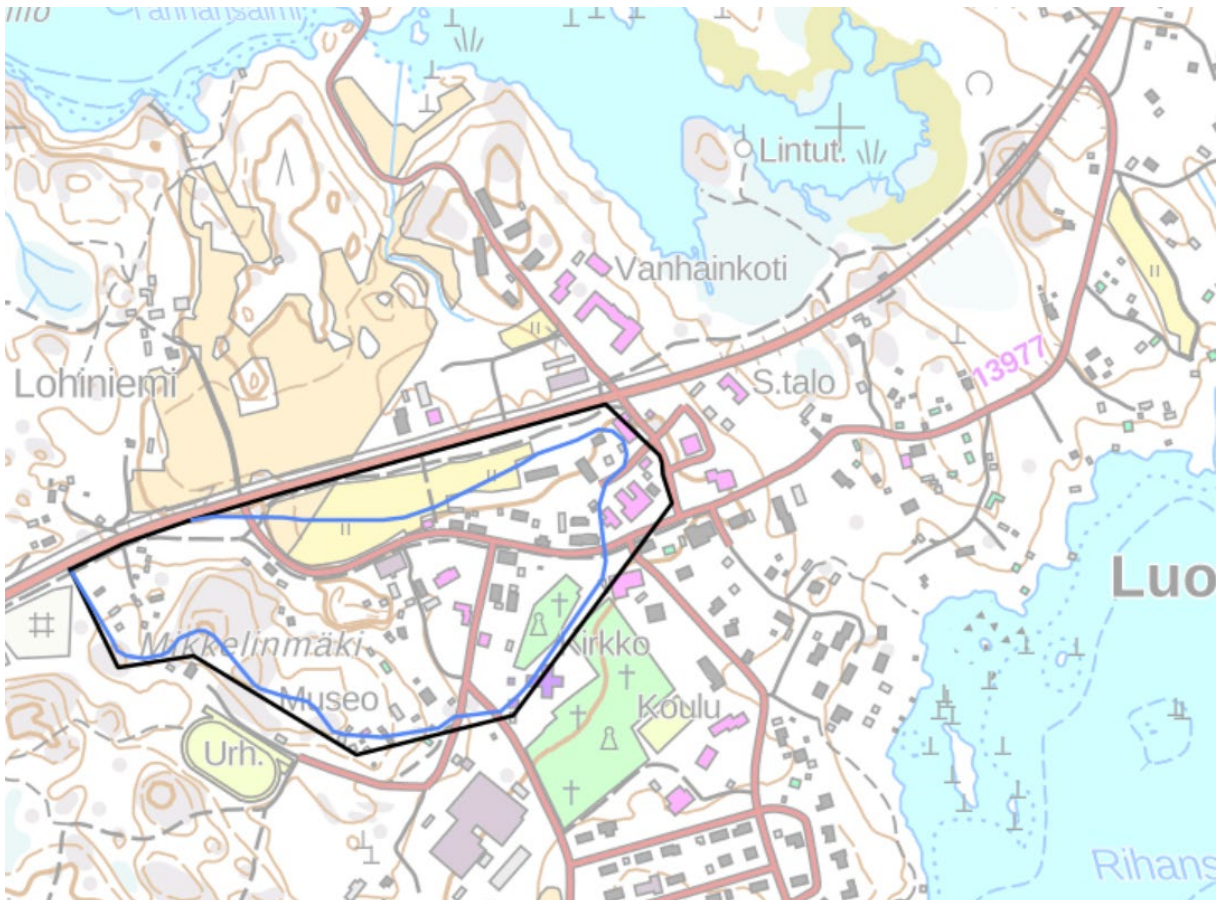 Lintut.
Vanhainkoti
S.talo
13977
Lohiniemi
Luo
Mikkelinmäki
Kirkko
Museo
Koulu
Urh.
Rihans